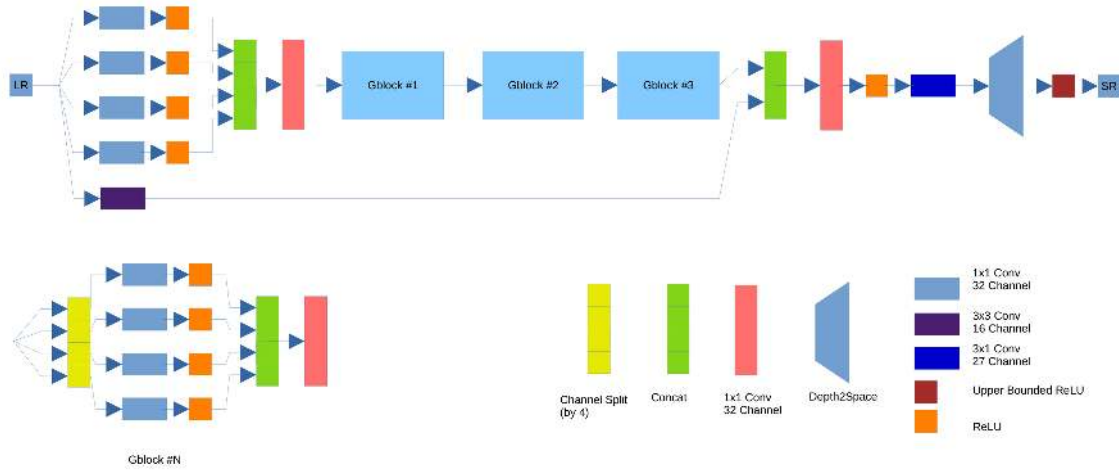 LR
Gblock #1
Gblock #2
Gblock #3
SR
Gblock #N
Channel Split
(by 4)
Concat
1x1 Conv
32 Channel
Depth2Space
1x1 Conv
32 Channel
3x3 Conv
16 Channel
3x1 Conv
27 Channel
Upper Bounded ReLU
ReLU